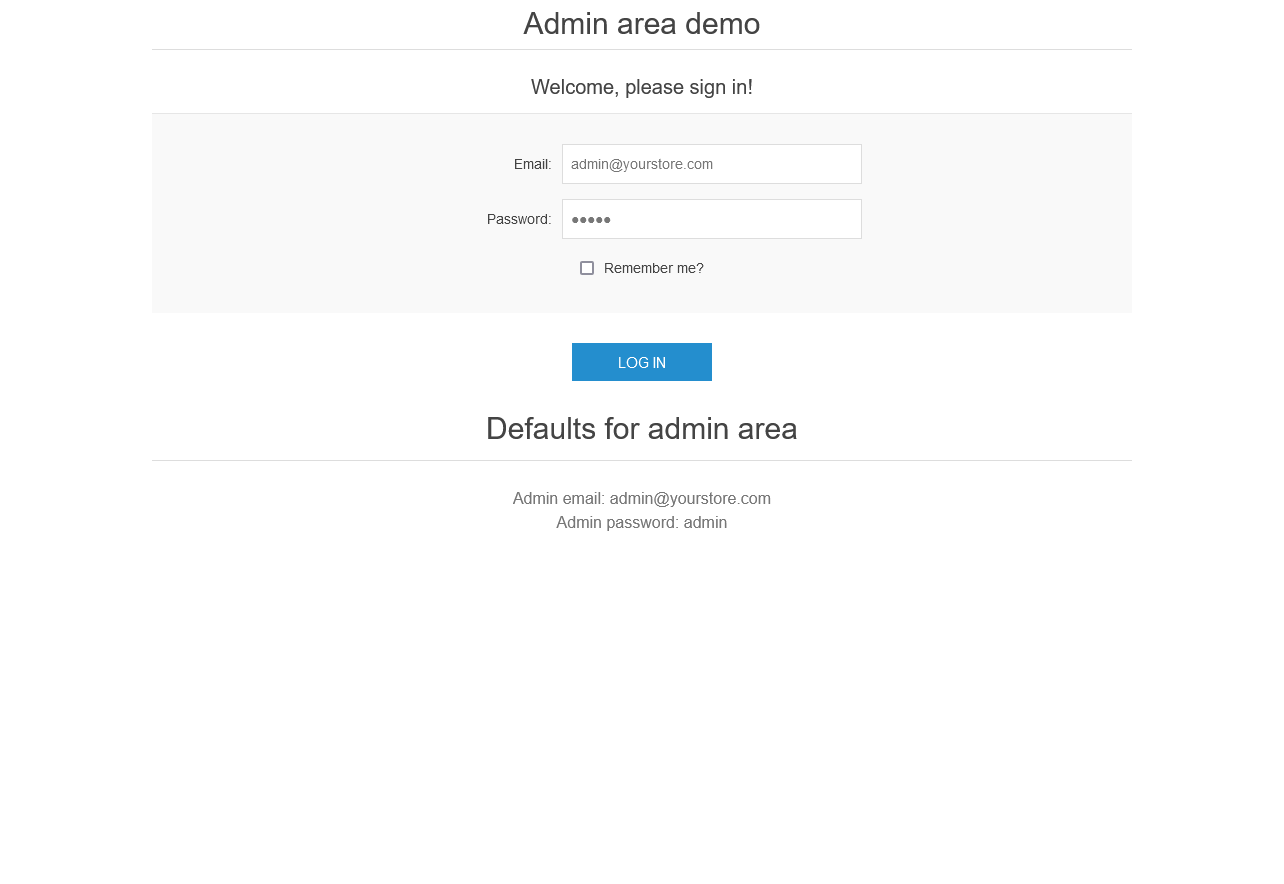 Admin area demo
Welcome, please sign in!
Email: admin@yourstore.com
Password: ●●●●●
Remember me?
LOG IN
Defaults for admin area
Admin email: admin@yourstore.com
Admin password: admin